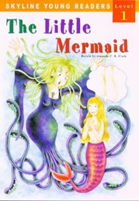 SKYLINE YOUNG READERS
Level
1
The Little
Mermaid